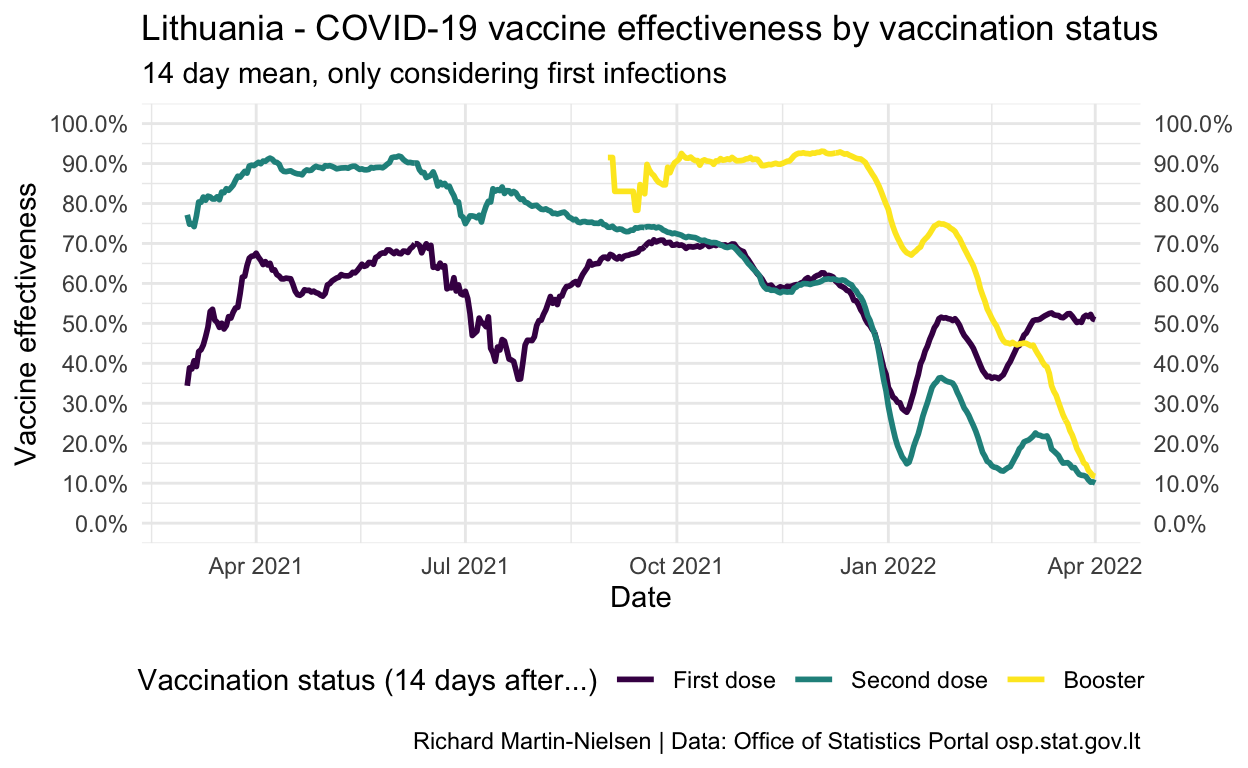 Lithuania - COVID-19 vaccine effectiveness by vaccination status
14 day mean, only considering first infections
Vaccine effectiveness
100.0% 100.0%
90.0% 90.0%
80.0% 80.0%
70.0% 70.0%
60.0% 60.0%
50.0% 50.0%
40.0% 40.0%
30.0% 30.0%
20.0% 20.0%
10.0% 10.0%
0.0% 0.0%
Apr 2021 Jul 2021 Oct 2021 Jan 2022 Apr 2022
Date
Vaccination status (14 days after...) First dose Second dose Booster
Richard Martin-Nielsen | Data: Office of Statistics Portal osp.stat.gov.lt